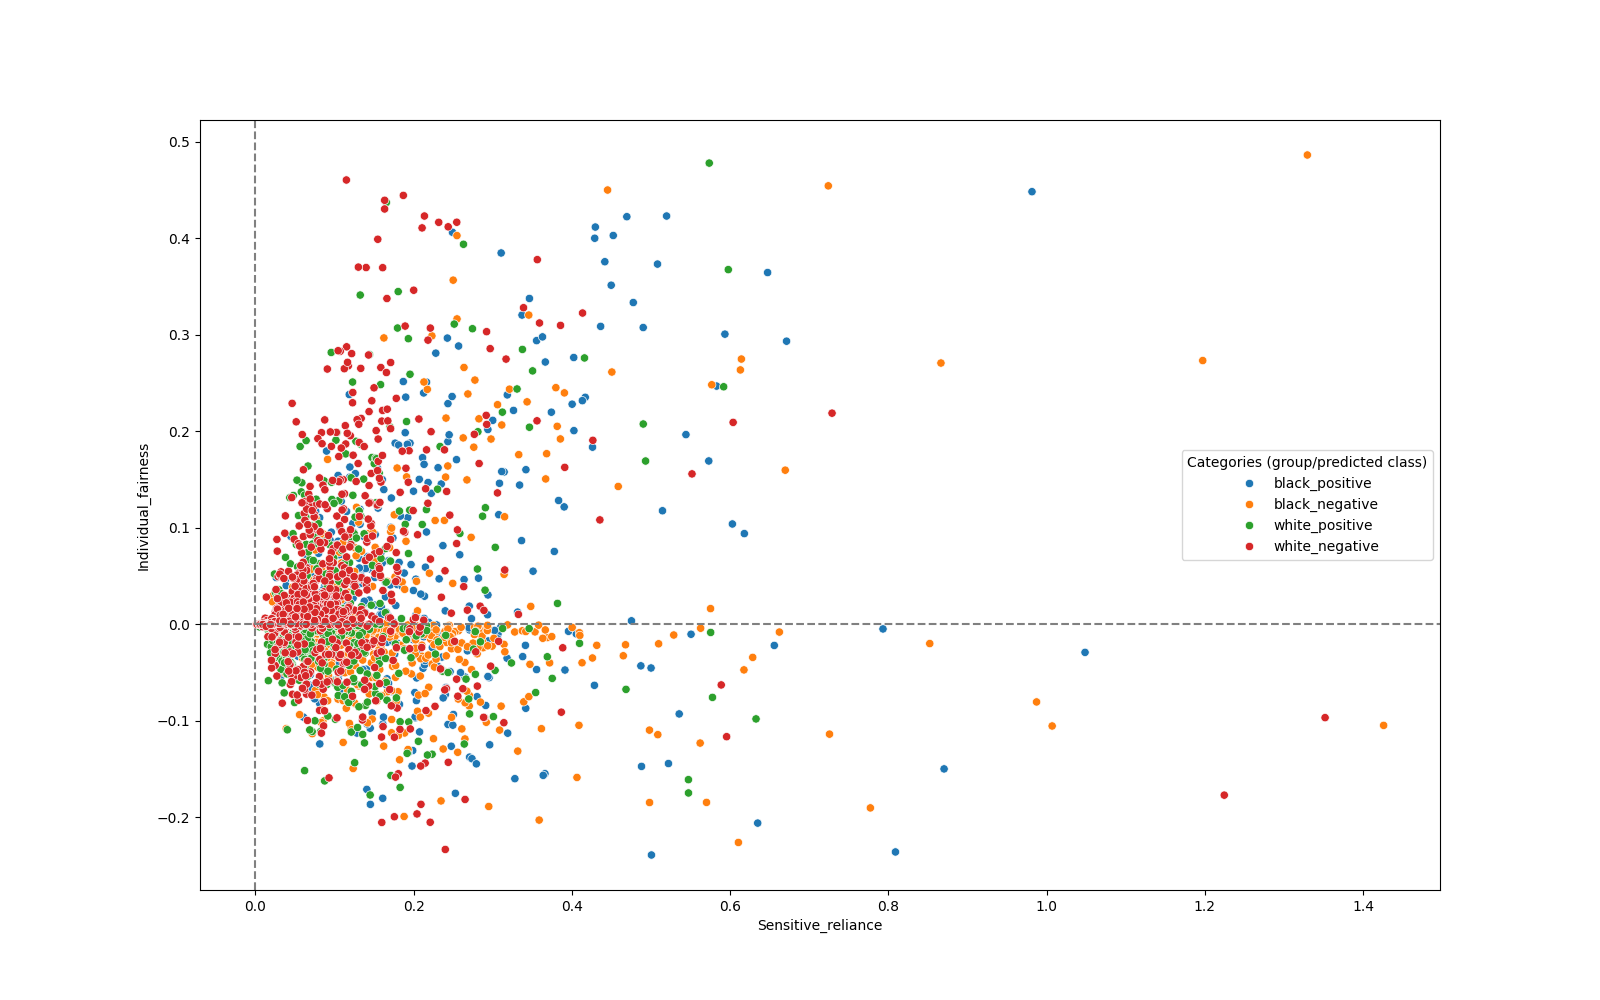 0.5
0.4
0.3
0.2
0.1
0.0
−0.1
−0.2
Individual_fairness
Categories (group/predicted class)
black_positive
black_negative
white_positive
white_negative
0.0 0.2 0.4 0.6 0.8 1.0 1.2 1.4
Sensitive_reliance